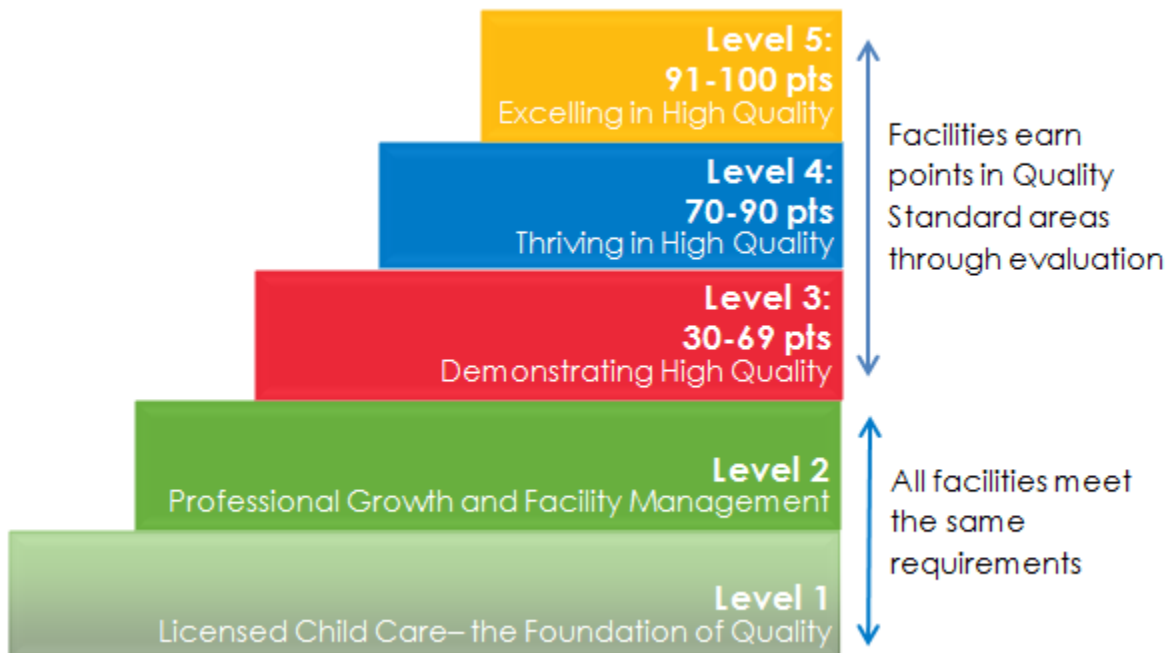 Level 5:
91-100 pts
Excelling in High Quality
Level 4:
70-90 pts
Thriving in High Quality
Level 3:
30-69 pts
Demonstrating High Quality
Facilities earn
points in Quality
Standard areas
through evaluation
Level 2
Professional Growth and Facility Management
Level 1
Licensed Child Care– the Foundation of Quality
All facilities meet
the same
requirements